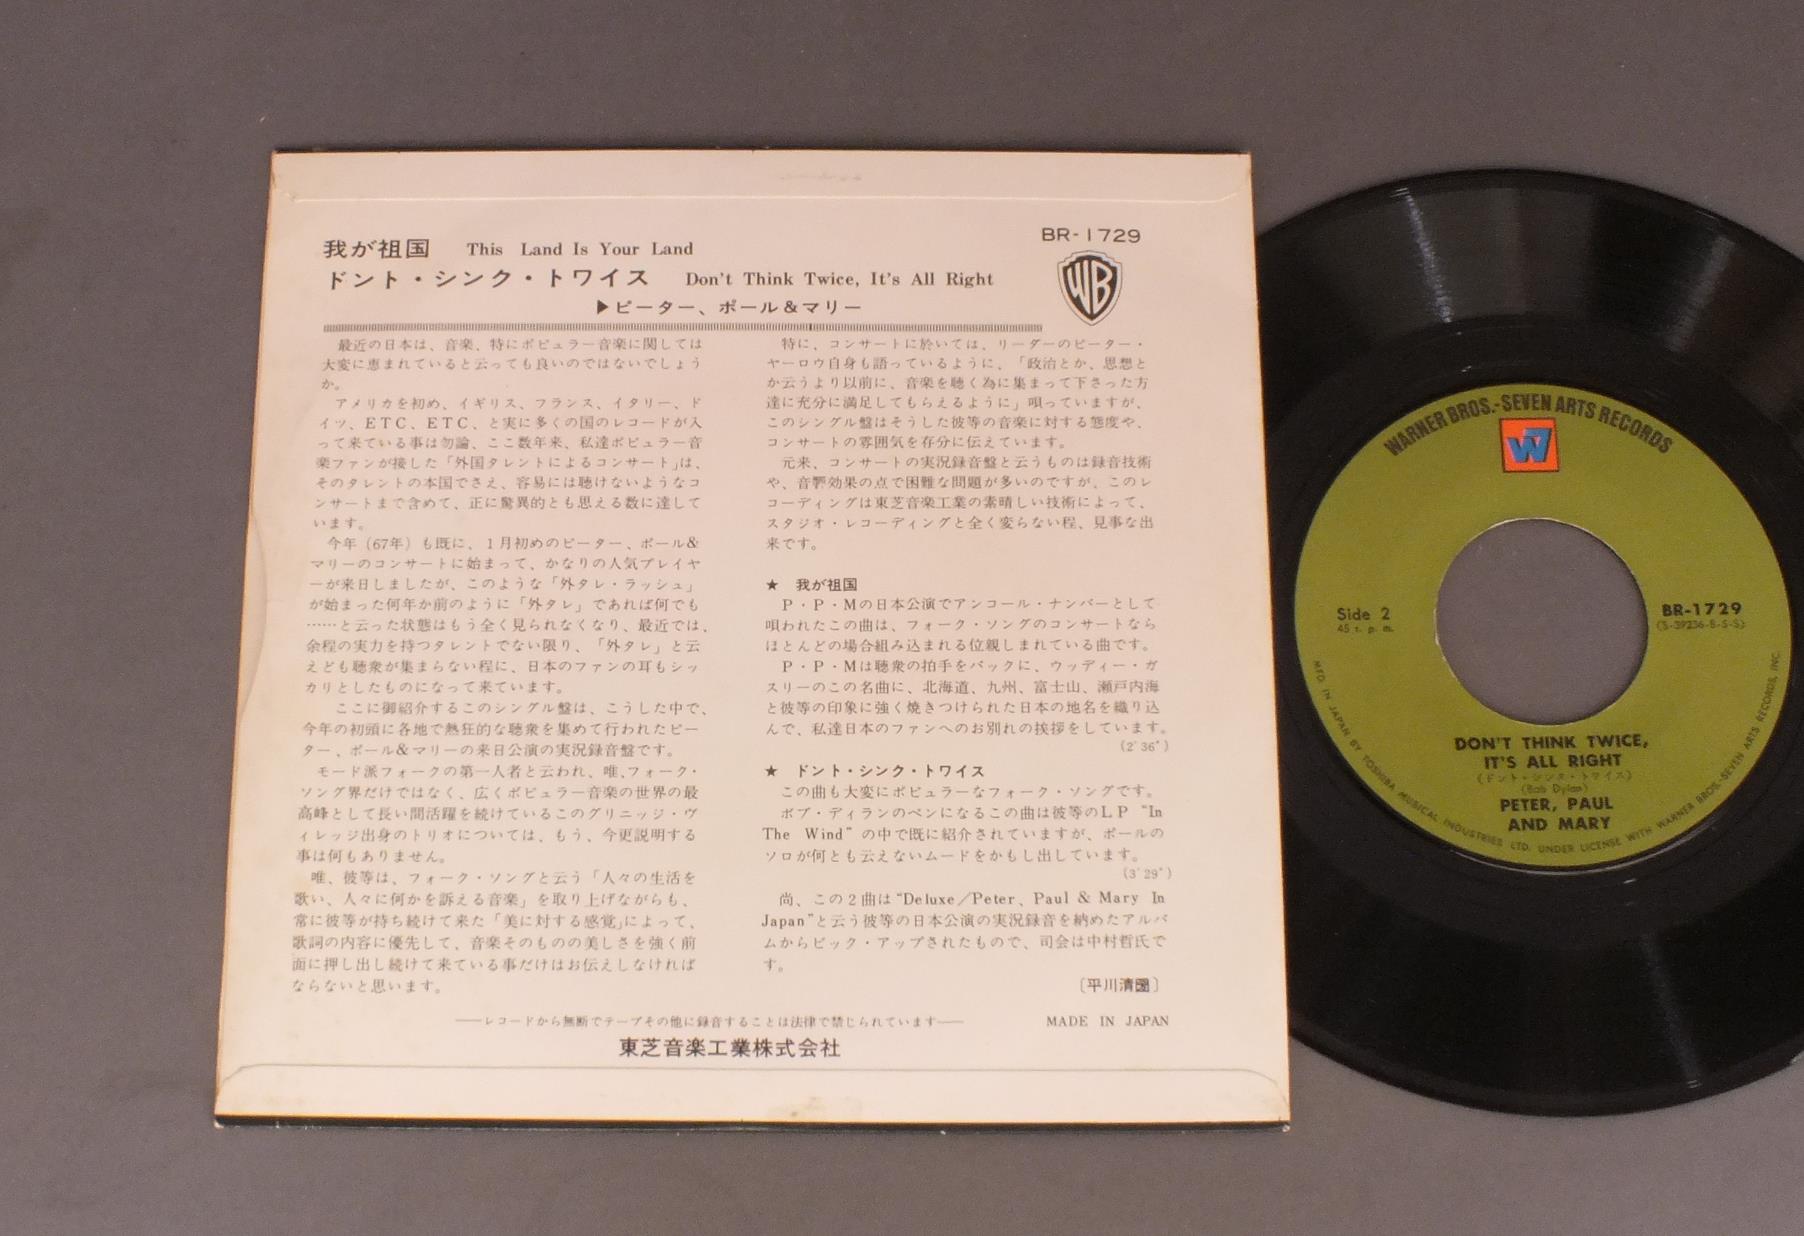 我が祖国 This Land Is Your Land
ドント・シンク・トワイス Don't Think Twice, It's All Right
▶ピーター、ポール&マリー
BR-1729
WB
最近の日本は、音楽、特にポピュラー音楽に関しては
大変に恵まれていると云っても良いのではないでしょう
か。
アメリカを初め、イギリス、フランス、イタリー、ド
イツ、ETC、ETC、と実に多くの国のレコードが入
って来ている事は勿論、ここ数年来、私達ポピュラー音
楽ファンが接した「外国タレントによるコンサート」は、
そのタレントの本国でさえ、容易には聴けないようなコ
ンサートまで含めて、正に驚異的とも思える数に達して
います。
今年(67年)も既に、1月初めのピーター、ポール&
マリーのコンサートに始まって、かなりの人気プレイヤ
ーが来日しましたが、このような「外タレ・ラッシュ」
が始まった何年か前のように「外タレ」であれば何でも
……と云った状態はもう全く見られなくなり、最近では、
余程の実力を持つタレントでない限り、「外タレ」と云
えども聴衆が集まらない程に、日本のファンの耳もシッ
カリとしたものになって来ています。
ここに御紹介するこのシングル盤は、こうした中で、
今年の初頭に各地で熱狂的な聴衆を集めて行われたピー
ター、ポール&マリーの来日公演の実況録音盤です。
モード派フォークの第一人者と云われ、唯、フォーク・
ソング界だけではなく、広くポピュラー音楽の世界の最
高峰として長い間活躍を続けているこのグリニッジ・ヴ
ィレッジ出身のトリオについては、もう、今更説明する
事は何もありません。
唯、彼等は、フォーク・ソングと云う「人々の生活を
歌い、人々に何かを訴える音楽」を取り上げながらも、
常に彼等が持ち続けて来た「美に対する感覚」によって、
歌詞の内容に優先して、音楽そのものの美しさを強く前
面に押し出し続けて来ている事だけはお伝えしなければ
ならないと思います。
特に、コンサートに於いては、リーダーのピーター・
ヤーロウ自身も語っているように、「政治とか、思想と
か云うより以前に、音楽を聴く為に集まって下さった方
達に充分に満足してもらえるように」唄っていますが、
このシングル盤はそうした彼等の音楽に対する態度や、
コンサートの雰囲気を存分に伝えています。
元来、コンサートの実況録音盤と云うものは録音技術
や、音響効果の点で困難な問題が多いのですが、このレ
コーディングは東芝音楽工業の素晴しい技術によって、
スタジオ・レコーディングと全く変らない程、見事な出
来です。
★ 我が祖国
P・P・Mの日本公演でアンコール・ナンバーとして
唄われたこの曲は、フォーク・ソングのコンサートなら
ほとんどの場合組み込まれる位親しまれている曲です。
P・P・Mは聴衆の拍手をバックに、ウッディー・ガ
スリーのこの名曲に、北海道、九州、富士山、瀬戸内海
と彼等の印象に強く焼きつけられた日本の地名を織り込
んで、私達日本のファンへのお別れの挨拶をしています。
(2′36″)
★ ドント・シンク・トワイス
この曲も大変にポピュラーなフォーク・ソングです。
ボブ・ディランのペンになるこの曲は彼等のLP “In
The Wind” の中で既に紹介されていますが、ポールの
ソロが何とも云えないムードをかもし出しています。
(3′29″)
尚、この2曲は“Deluxe/Peter、Paul & Mary In
Japan”と云う彼等の日本公演の実況録音を納めたアルバ
ムからピック・アップされたもので、司会は中村哲氏で
す。
〔平川清圀〕
——レコードから無断でテープその他に録音することは法律で禁じられています——
MADE IN JAPAN
東芝音楽工業株式会社
WARNER BROS.-SEVEN ARTS RECORDS
W7
Side 2
45 r. p. m.
BR-1729
(S-39236-B-S-S)
DON'T THINK TWICE,
IT'S ALL RIGHT
(ドント・シンク・トワイス)
(Bob Dylan)
PETER, PAUL
AND MARY
MFD. IN JAPAN BY TOSHIBA MUSICAL INDUSTRIES LTD. UNDER LICENSE WITH WARNER BROS.-SEVEN ARTS RECORDS, INC.